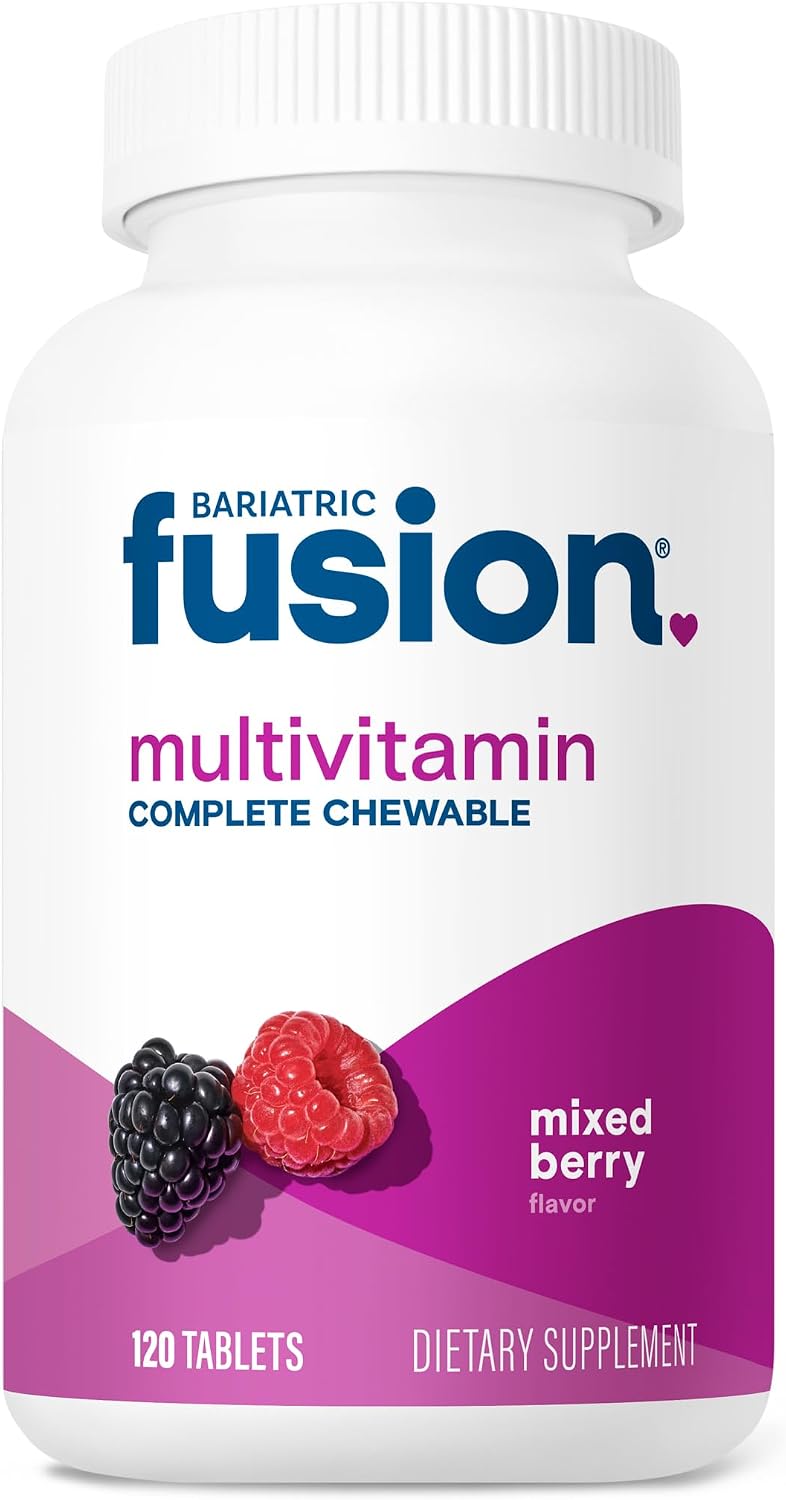 BARIATRIC
fusion®
multivitamin
COMPLETE CHEWABLE
mixed
berry
flavor
120 TABLETS
DIETARY SUPPLEMENT